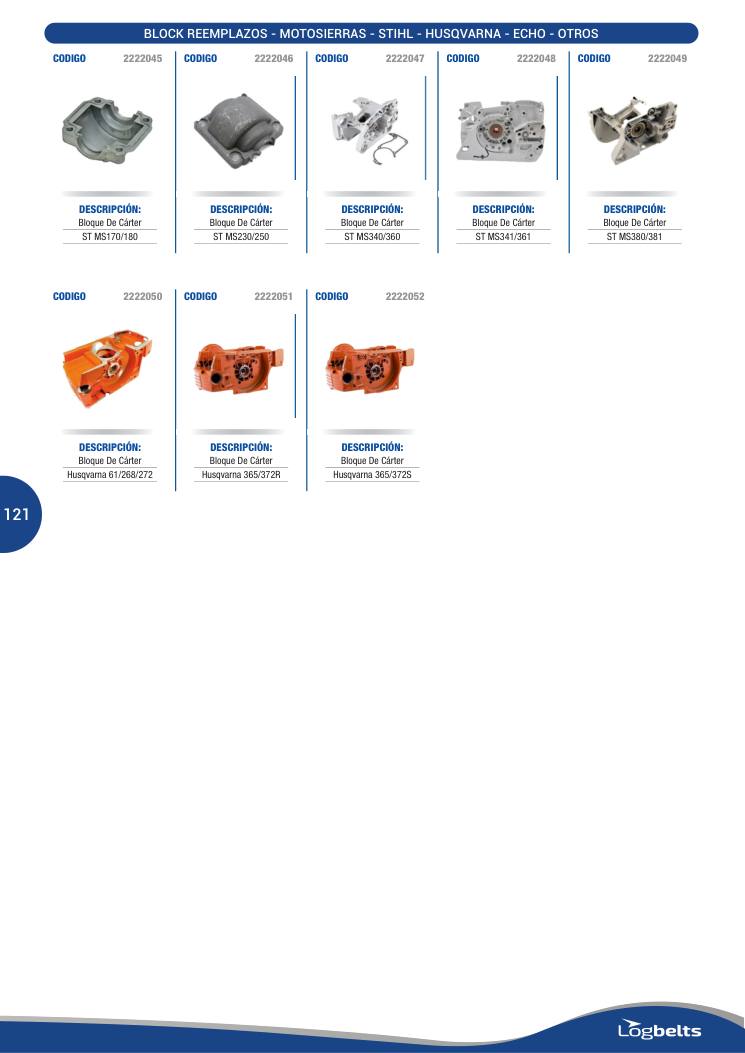 BLOCK REEMPLAZOS - MOTOSIERRAS - STIHL - HUSQVARNA - ECHO - OTROS
CODIGO 2222045
DESCRIPCIÓN:
Bloque De Cárter
ST MS170/180
CODIGO 2222046
DESCRIPCIÓN:
Bloque De Cárter
ST MS230/250
CODIGO 2222047
DESCRIPCIÓN:
Bloque De Cárter
ST MS340/360
CODIGO 2222048
DESCRIPCIÓN:
Bloque De Cárter
ST MS341/361
CODIGO 2222049
DESCRIPCIÓN:
Bloque De Cárter
ST MS380/381
CODIGO 2222050
DESCRIPCIÓN:
Bloque De Cárter
Husqvarna 61/268/272
CODIGO 2222051
DESCRIPCIÓN:
Bloque De Cárter
Husqvarna 365/372R
CODIGO 2222052
DESCRIPCIÓN:
Bloque De Cárter
Husqvarna 365/372S
121
Logbelts